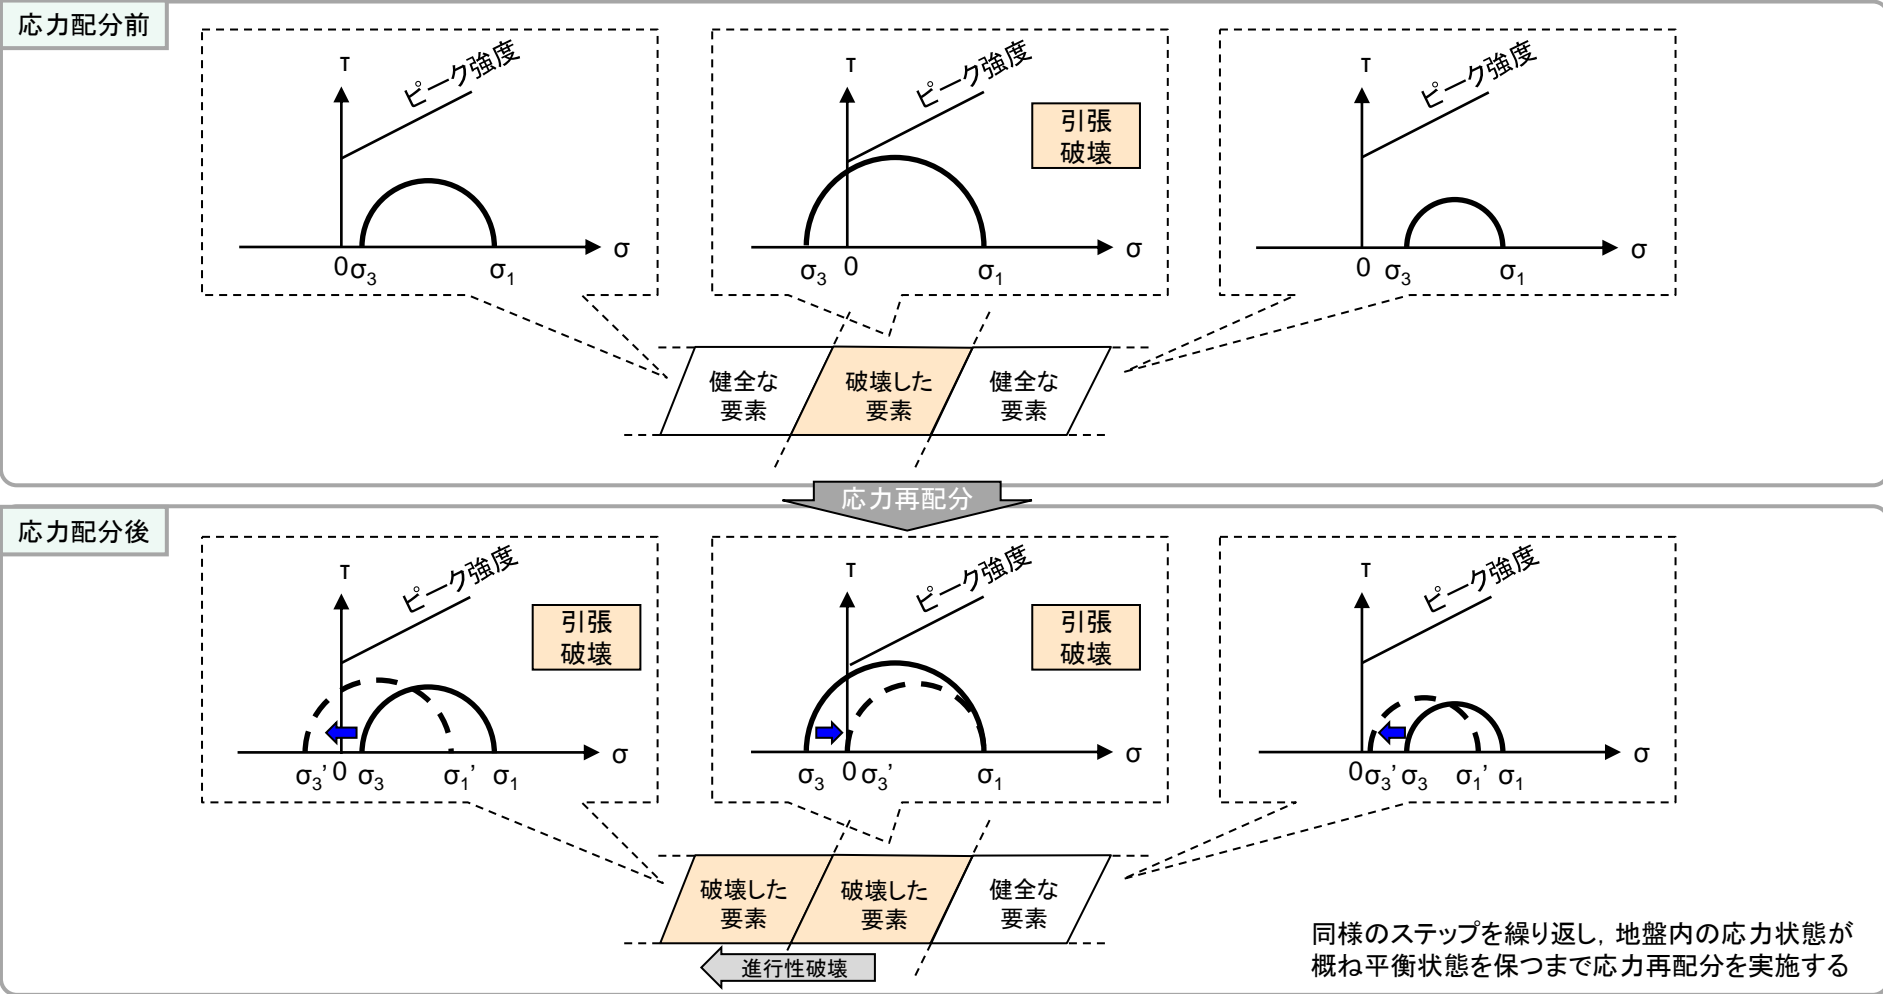 応力配分前
τ
ピーク強度
σ
0 σ3 σ1
τ
ピーク強度
引張
破壊
σ
σ3 0 σ1
τ
ピーク強度
σ
0 σ3 σ1
健全な
要素
破壊した
要素
健全な
要素
応力再配分
応力配分後
τ
ピーク強度
引張
破壊
σ
σ3’ 0 σ3 σ1’ σ1
τ
ピーク強度
引張
破壊
σ
σ3 0 σ3’ σ1
τ
ピーク強度
σ
0 σ3’ σ3 σ1’ σ1
破壊した
要素
破壊した
要素
健全な
要素
進行性破壊
同様のステップを繰り返し，地盤内の応力状態が
概ね平衡状態を保つまで応力再配分を実施する